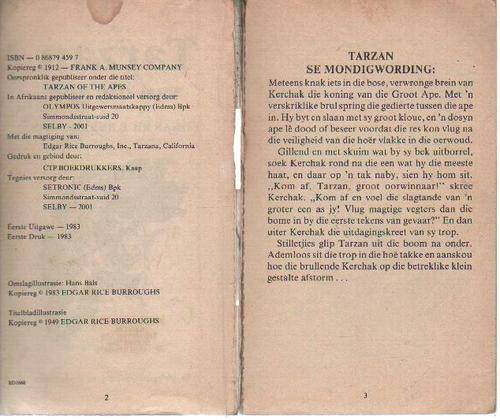 ISBN — 0 86879 459 7
Kopiereg © 1912 — FRANK A. MUNSEY COMPANY
Oorspronklik gepubliseer onder die titel:
TARZAN OF THE APES
In Afrikaans gepubliseer en redaksioneel versorg deur:
OLYMPOS Uitgewersmaatskappy (Edms) Bpk
Simmondsstraat-suid 20
SELBY - 2001
Met die magtiging van:
Edgar Rice Burroughs, Inc., Tarzana, California
Gedruk en gebind deur:
CTP BOEKDRUKKERS, Kaap
Tegnies versorg deur:
SETRONIC (Edms) Bpk
Simmondsstraat-suid 20
SELBY — 2001
Eerste Uitgawe — 1983
Eerste Druk — 1983
Omslagillustrasie: Hans Bäls
Kopiereg © 1983 EDGAR RICE BURROUGHS
Titelbladillustrasie
Kopiereg © 1949 EDGAR RICE BURROUGHS
2
TARZAN
SE MONDIGWORDING:
Meteens knak iets in die bose, verwronge brein van
Kerchak die koning van die Groot Ape. Met 'n
verskriklike brul spring die gedierte tussen die ape
in. Hy byt en slaan met sy groot kloue, en 'n dosyn
ape lê dood of beseer voordat die res kon vlug na
die veiligheid van die hoër vlakke in die oerwoud.
Gillend en met skuim wat by sy bek uitborrel,
soek Kerchak rond na die een wat hy die meeste
haat, en daar op 'n tak naby, sien hy hom sit.
„Kom af, Tarzan, groot oorwinnaar!" skree
Kerchak. „Kom af en voel die slagtande van 'n
groter een as jy! Vlug magtige vegters dan die
bome in by die eerste tekens van gevaar?" En dan
uiter Kerchak die uitdagingskreet van sy trop.
Stilletjies glip Tarzan uit die boom na onder.
Ademloos sit die trop in die hoë takke en aanskou
hoe die brullende Kerchak op die betreklike klein
gestalte afstorm . . .
3